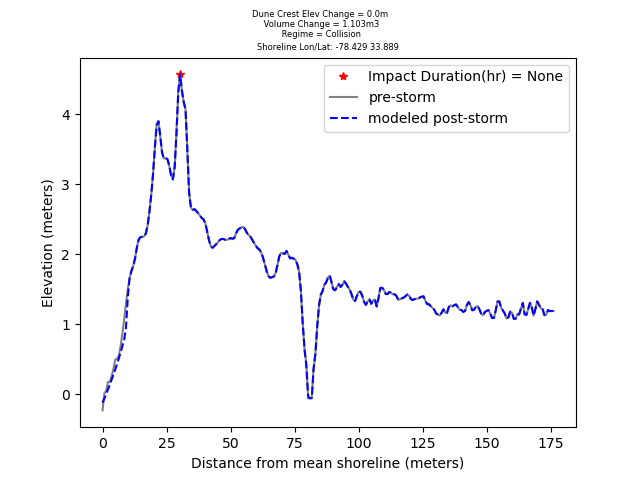 Dune Crest Elev Change = 0.0m
Volume Change = 1.103m3
Regime = Collision
Shoreline Lon/Lat: -78.429 33.889
Impact Duration(hr) = None
pre-storm
modeled post-storm
4
3
2
1
0
Elevation (meters)
0 25 50 75 100 125 150 175
Distance from mean shoreline (meters)